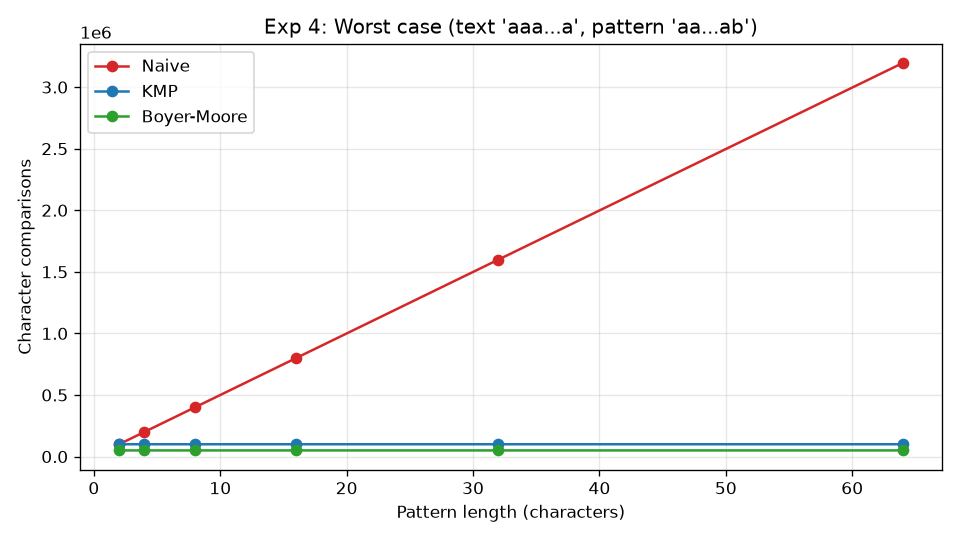 Exp 4: Worst case (text 'aaa...a', pattern 'aa...ab')
1e6
Naive
KMP
Boyer-Moore
3.0
2.5
2.0
1.5
1.0
0.5
0.0
Character comparisons
0 10 20 30 40 50 60
Pattern length (characters)